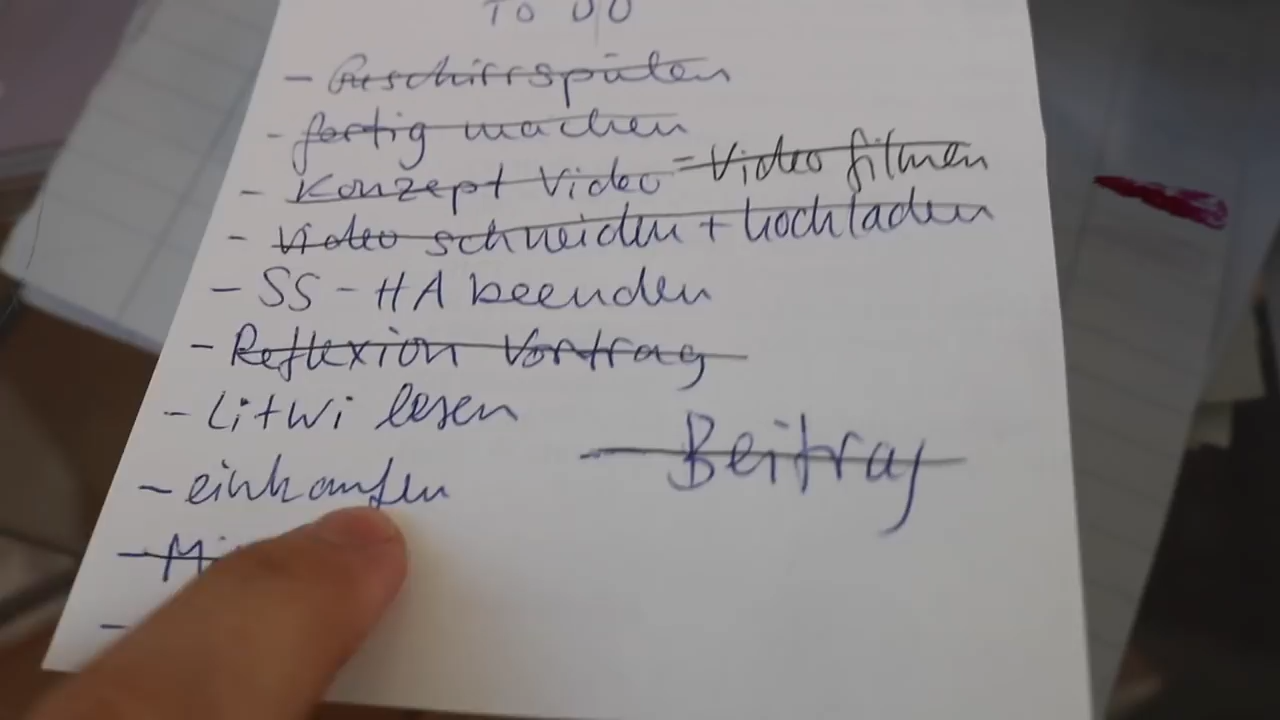 TO DO
- Geschirrspülen
- fertig machen
- Konzept Video - Video filmen
- Video schneiden + hochladen
- SS - HA beenden
- Reflexion Vortrag
- LitWi lesen
- Beitrag
- einkaufen
-
-